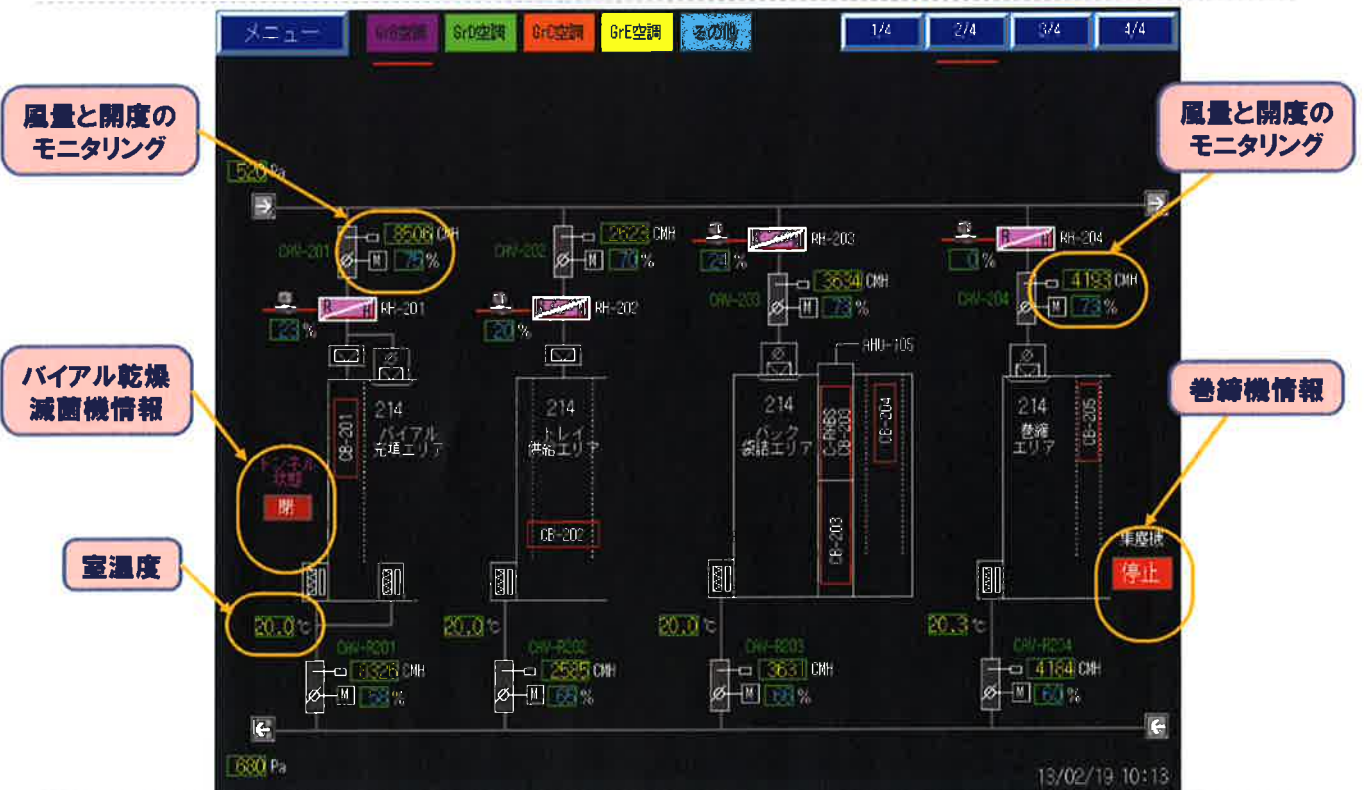 メニュー
GrB空調
GrD空調
GrC空調
GrE空調
その他
1/4
2/4
3/4
4/4
風量と開度の
モニタリング
風量と開度の
モニタリング
520 Pa
CAV-201
8506 CMH
M 75 %
CAV-202
2623 CMH
M 70 %
24 %
R H RH-203
0 %
R H RH-204
CAV-203
3634 CMH
M 73 %
CAV-204
4193 CMH
M 73 %
R H RH-201
%
R H RH-202
20 %
AHU-105
バイアル乾燥
滅菌機情報
巻締機情報
CB-201
214
バイアル
充填エリア
214
トレイ
供給エリア
CB-202
214
パック
袋詰エリア
C-RABS
CB-203
CB-203
CB-204
214
巻締
エリア
CB-205
トンネル
状態
閉
集塵機
停止
室温度
20.0 ℃
20.0 ℃
20.0 ℃
20.3 ℃
CAV-R201
8326 CMH
M %
CAV-R202
2585 CMH
M 66 %
CAV-R203
3631 CMH
M 66 %
CAV-R204
4184 CMH
M 60 %
680 Pa
13/02/19 10:13